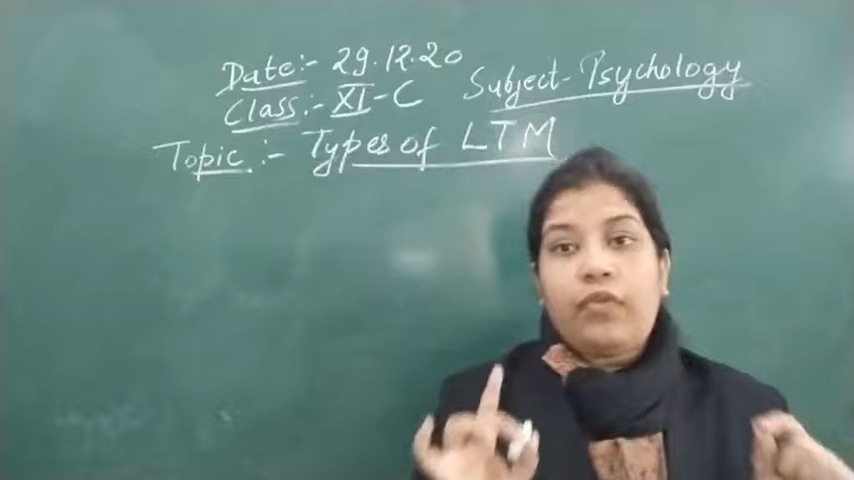 Date:- 29.12.20
Class:- XI-C
Subject- Psychology
Topic:- Types of LTM